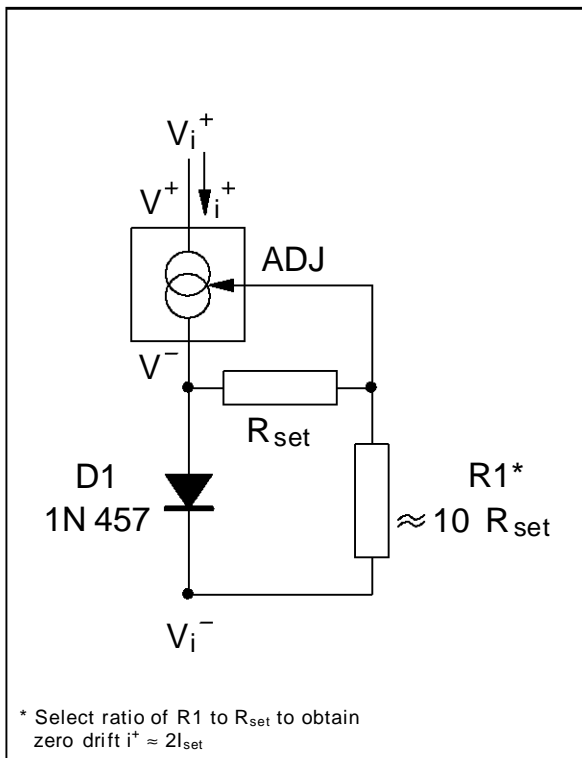 Vi+
V+
i+
ADJ
V−
Rset
D1
1N 457
R1*
≈ 10 Rset
Vi−
* Select ratio of R1 to Rset to obtain
zero drift i+ ≈ 2Iset